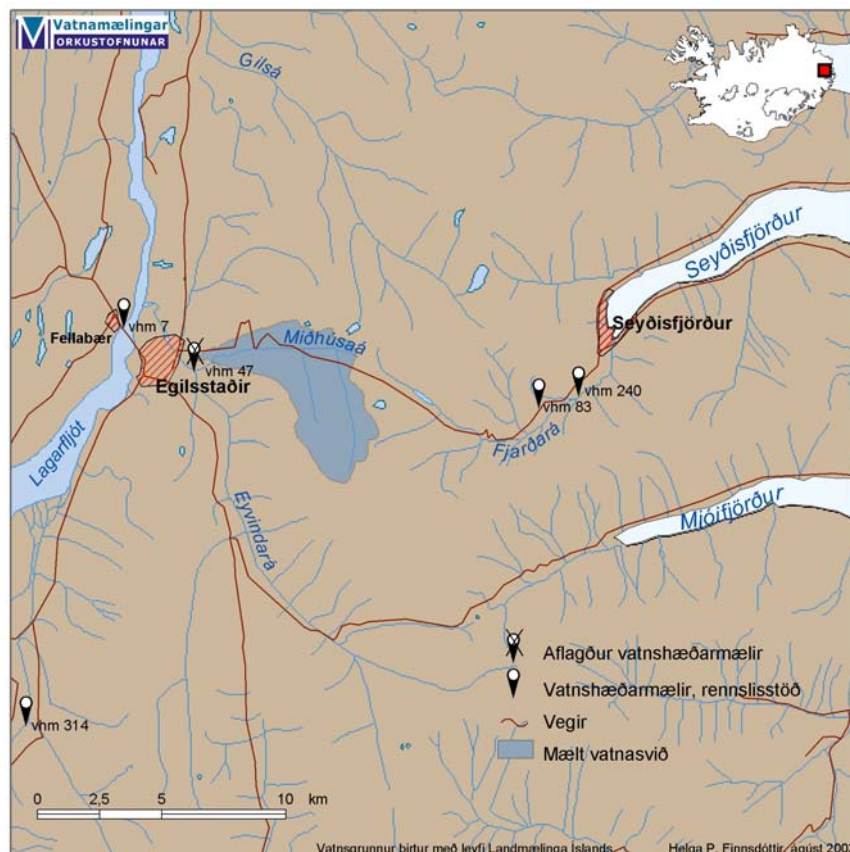 Vatnamælingar
ORKUSTOFNUNAR
Gilsá
Seyðisfjörður
Seyðisfjörður
vhm 7
Fellabær
Miðhúsaá
vhm 47
Egilsstaðir
vhm 240
vhm 83
Fjarðará
Lagarfljót
Eyvindará
Mjóifjörður
Aflagður vatnshæðarmælir
Vatnshæðarmælir, rennslisstöð
vhm 314
Vegir
Mælt vatnasvið
0 2,5 5 10 km
Vatnsgrunnur birtur með leyfi Landmælinga Íslands
Helga P. Finnsdóttir, ágúst